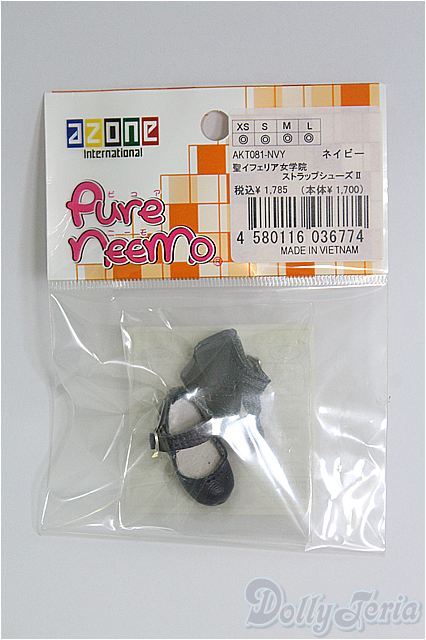 azone
international
XS S M L
◎ ◎ ◎ ◎
AKT081-NVY ネイビー
聖イフェリア女学院
ストラップシューズⅡ
税込¥1,785 (本体¥1,700)
4 580116 036774
MADE IN VIETNAM
ピュア
Pure
ニーモ
neemo®
DollyTeria